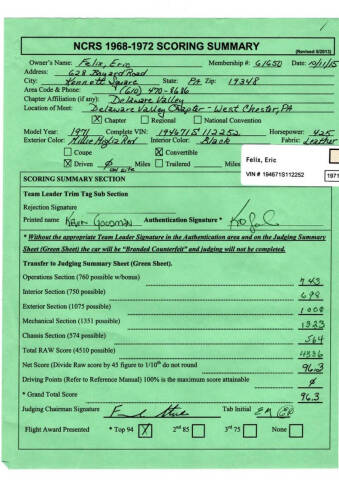 1
NCRS 1968-1972 SCORING SUMMARY (Revised 5/2013)
Owner's Name: Felix, Eric Membership #: 61650 Date: 10/11/15
Address: 628 Bayard Road
City: Kennett Square State: PA Zip: 19348
Area Code & Phone (610) 470-8686
Chapter Affiliation (if any): Delaware Valley
Location of Meet: Delaware Valley Chapter - West Chester, PA
X Chapter Regional National Convention
Model Year: 1971 Complete VIN: 194671S112252 Horsepower: 425
Exterior Color: Mille Miglia Red Interior Color: Black Fabric: Leather
Coupe X Convertible
X Driven Ø Miles Trailered Miles
on site
Felix, Eric
VIN # 194671S112252
1971
SCORING SUMMARY SECTION
Team Leader Trim Tag Sub Section
Rejection Signature
Printed name Goodman Authentication Signature *
* Without the appropriate Team Leader Signature in the Authentication area and on the Judging Summary
Sheet (Green Sheet) the car will be "Branded Counterfeit" and judging will not be completed.
Transfer to Judging Summary Sheet (Green Sheet).
Operations Section (760 possible w/bonus) 743
Interior Section (750 possible) 698
Exterior Section (1075 possible) 1008
Mechanical Section (1351 possible) 1323
Chassis Section (574 possible) 564
Total RAW Score (4510 possible) 4336
Net Score (Divide Raw score by 45 figure to 1/10th do not round 96.3
Driving Points (Refer to Reference Manual) 100% is the maximum score attainable Ø
* Grand Total Score 96.3
Judging Chairman Signature Tab Initial
Flight Award Presented * Top 94 X 2nd 85 3rd 75 None